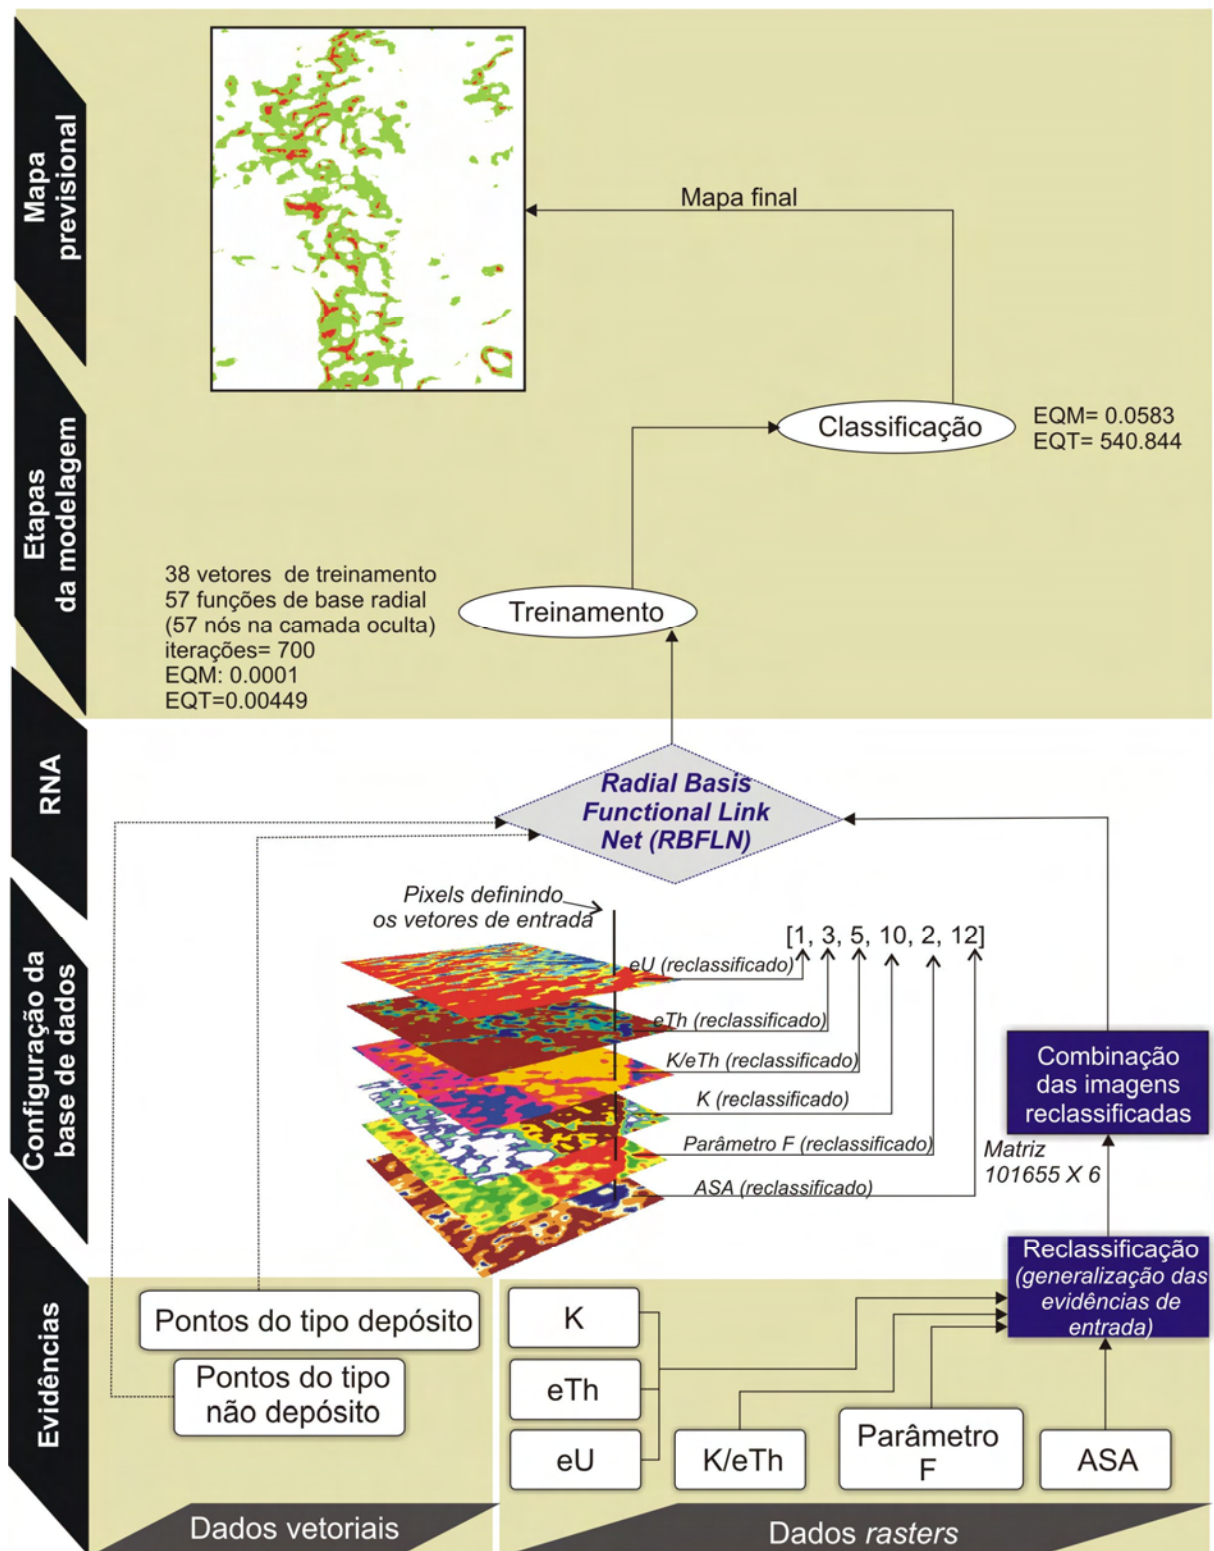 Mapa
previsional
Mapa final
Etapas
da modelagem
Classificação
EQM= 0.0583
EQT= 540.844
38 vetores de treinamento
57 funções de base radial
(57 nós na camada oculta)
iterações= 700
EQM: 0.0001
EQT=0.00449
Treinamento
RNA
Radial Basis
Functional Link
Net (RBFLN)
Configuração da
base de dados
Pixels definindo
os vetores de entrada
[1, 3, 5, 10, 2, 12]
eU (reclassificado)
eTh (reclassificado)
K/eTh (reclassificado)
K (reclassificado)
Parâmetro F (reclassificado)
ASA (reclassificado)
Combinação
das imagens
reclassificadas
Matriz
101655 X 6
Reclassificação
(generalização das
evidências de
entrada)
Evidências
Pontos do tipo depósito
Pontos do tipo
não depósito
K
eTh
eU
K/eTh
Parâmetro
F
ASA
Dados vetoriais
Dados rasters